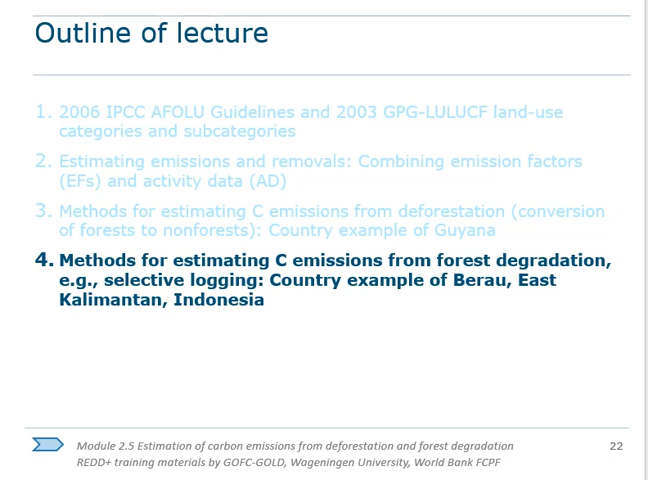 Outline of lecture
1. 2006 IPCC AFOLU Guidelines and 2003 GPG-LULUCF land-use
categories and subcategories
2. Estimating emissions and removals: Combining emission factors
(EFs) and activity data (AD)
3. Methods for estimating C emissions from deforestation (conversion
of forests to nonforests): Country example of Guyana
4. Methods for estimating C emissions from forest degradation,
e.g., selective logging: Country example of Berau, East
Kalimantan, Indonesia
Module 2.5 Estimation of carbon emissions from deforestation and forest degradation
REDD+ training materials by GOFC-GOLD, Wageningen University, World Bank FCPF
22